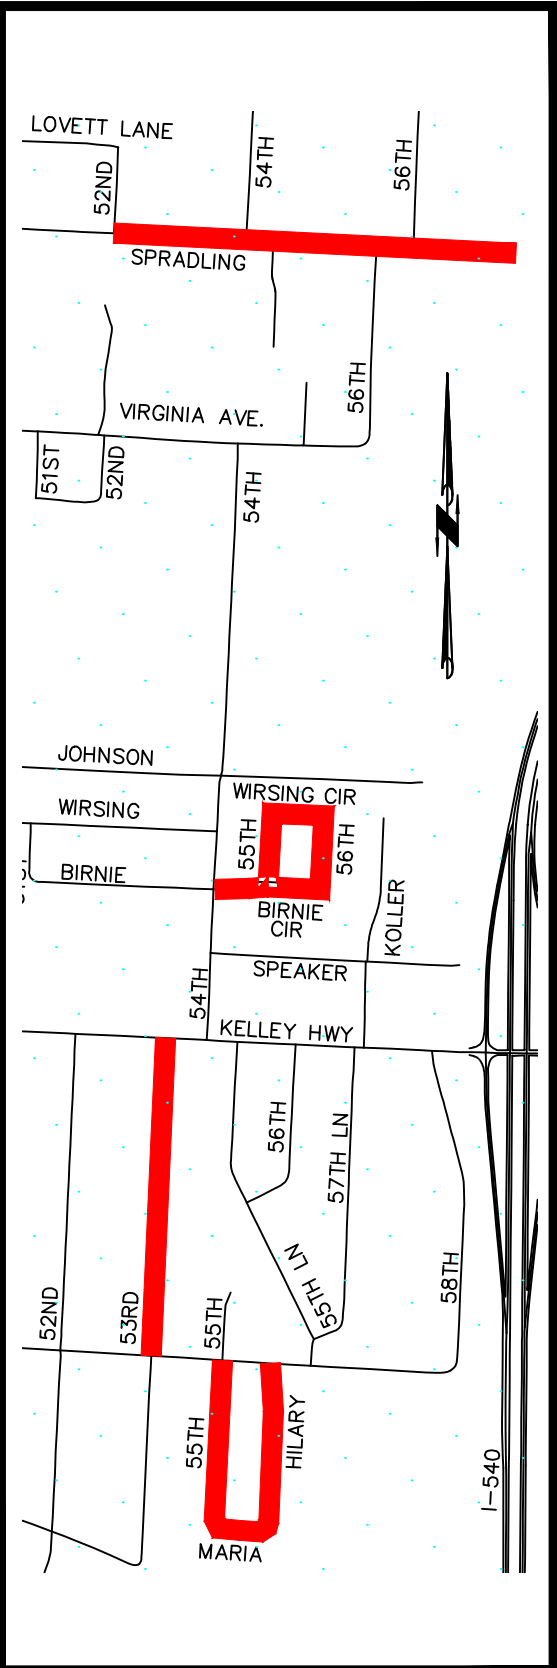 LOVETT LANE
52ND
54TH
56TH
SPRADLING
56TH
VIRGINIA AVE.
51ST
52ND
54TH
JOHNSON
WIRSING CIR
WIRSING
55TH
56TH
BIRNIE
BIRNIE
CIR
KOLLER
SPEAKER
54TH
KELLEY HWY
56TH
57TH LN
55TH LN
58TH
52ND
53RD
55TH
55TH
HILARY
I-540
MARIA